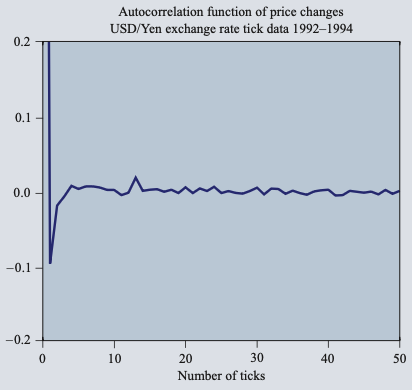 Autocorrelation function of price changes
USD/Yen exchange rate tick data 1992–1994
0.2
0.1
0.0
−0.1
−0.2
0 10 20 30 40 50
Number of ticks